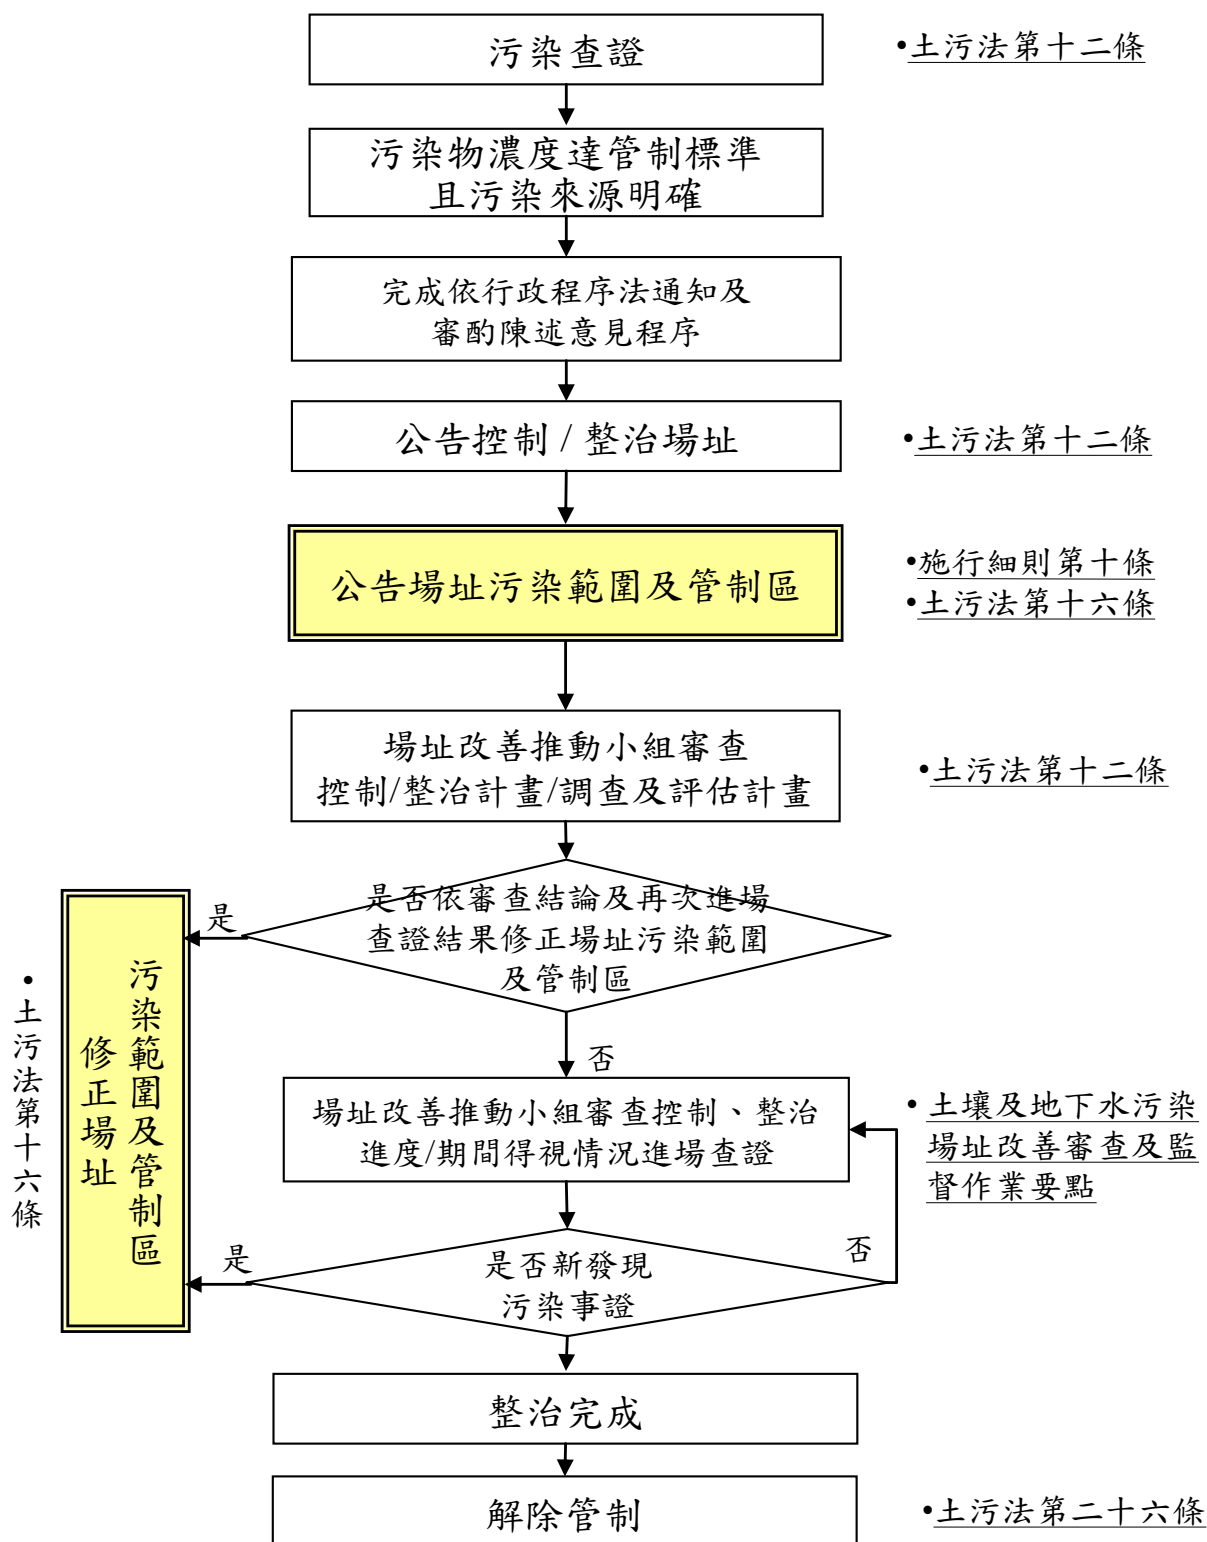 污染查證
•土污法第十二條
污染物濃度達管制標準
且污染來源明確
完成依行政程序法通知及
審酌陳述意見程序
公告控制 / 整治場址
•土污法第十二條
公告場址污染範圍及管制區
•施行細則第十條
•土污法第十六條
場址改善推動小組審查
控制/整治計畫/調查及評估計畫
•土污法第十二條
是否依審查結論及再次進場
查證結果修正場址污染範圍
及管制區
是
修正場址
污染範圍及管制區
•土污法第十六條
否
場址改善推動小組審查控制、整治
進度/期間得視情況進場查證
• 土壤及地下水污染
場址改善審查及監
督作業要點
是否新發現
污染事證
是
否
整治完成
解除管制
•土污法第二十六條